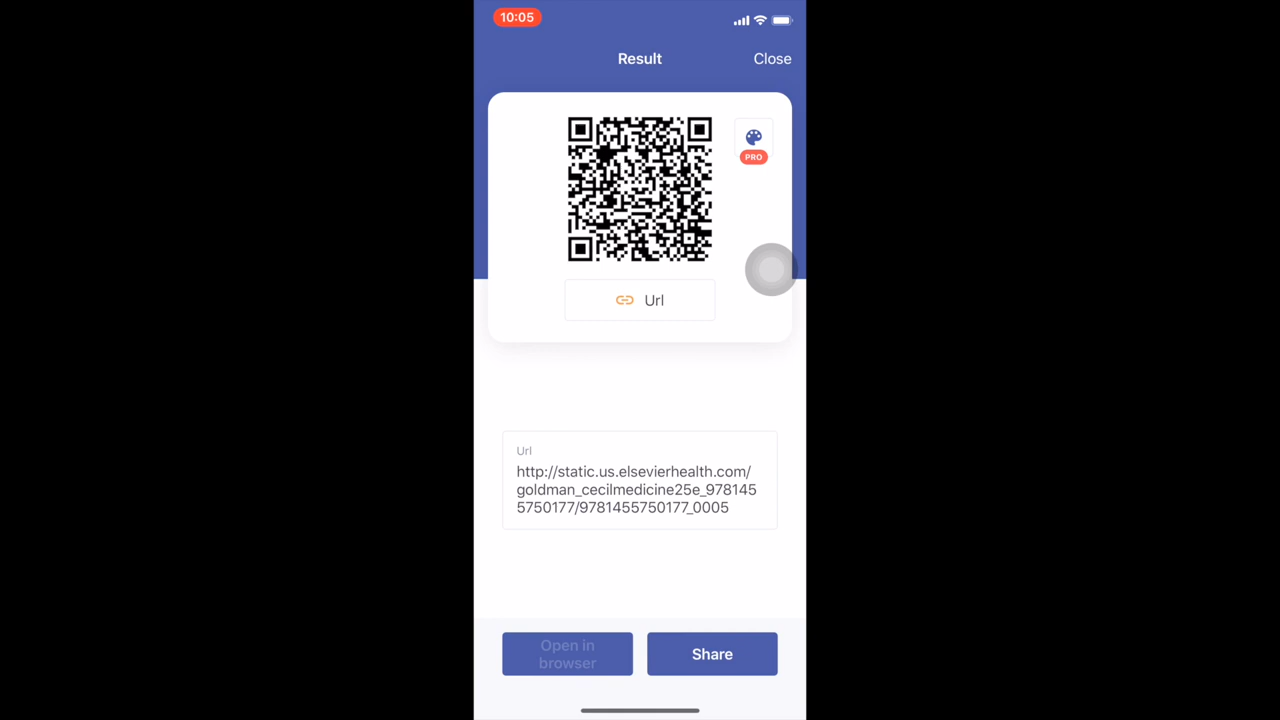 10:05
Result
Close
PRO
Url
Url
http://static.us.elsevierhealth.com/
goldman_cecilmedicine25e_978145
5750177/9781455750177_0005
Open in
browser
Share